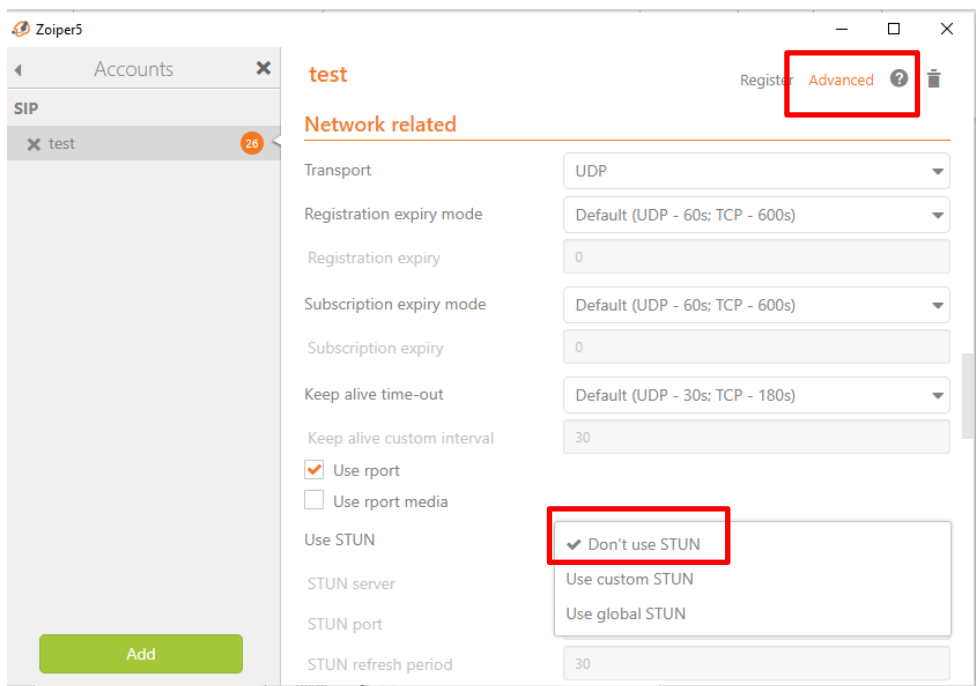 Zoiper5
Accounts
SIP
test
26
Add
test
Register Advanced ?
Network related
Transport UDP
Registration expiry mode Default (UDP - 60s; TCP - 600s)
Registration expiry 0
Subscription expiry mode Default (UDP - 60s; TCP - 600s)
Subscription expiry 0
Keep alive time-out Default (UDP - 30s; TCP - 180s)
Keep alive custom interval 30
Use rport
Use rport media
Use STUN
Don't use STUN
Use custom STUN
Use global STUN
STUN server
STUN port
STUN refresh period 30